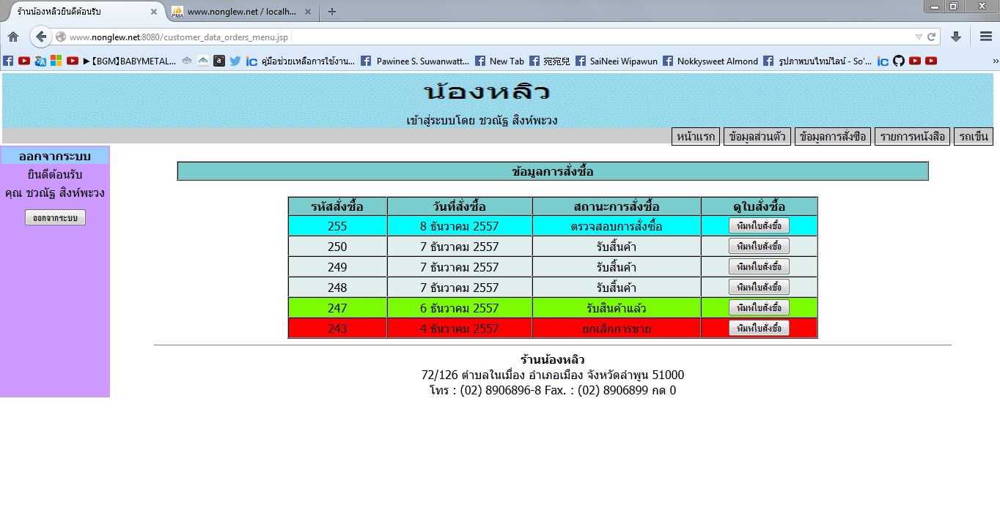 ร้านน้องหลิวยินดีต้อนรับ
www.nonglew.net / localh...
www.nonglew.net:8080/customer_data_orders_menu.jsp
【BGM】BABYMETAL... a ic คู่มือช่วยเหลือการใช้งาน... Pawinee S. Suwanwatt... New Tab 宛宛兒 SaiNeei Wipawun Nokkysweet Almond รูปภาพบนไทม์ไลน์ - So'... ic
น้องหลิว
เข้าสู่ระบบโดย ชวณัฐ สิงห์พะวง
หน้าแรก ข้อมูลส่วนตัว ข้อมูลการสั่งซือ รายการหนังสือ รถเข็น
ออกจากระบบ
ยินดีต้อนรับ
คุณ ชวณัฐ สิงห์พะวง
ออกจากระบบ
ข้อมูลการสั่งซื้อ
รหัสสั่งซื้อ วันที่สั่งซื้อ สถานะการสั่งซื้อ ดูใบสั่งซื้อ
255 8 ธันวาคม 2557 ตรวจสอบการสั่งซื้อ พิมพ์ใบสั่งซื้อ
250 7 ธันวาคม 2557 รับสิ้นค้า พิมพ์ใบสั่งซื้อ
249 7 ธันวาคม 2557 รับสิ้นค้า พิมพ์ใบสั่งซื้อ
248 7 ธันวาคม 2557 รับสิ้นค้า พิมพ์ใบสั่งซื้อ
247 6 ธันวาคม 2557 รับสินค้าแล้ว พิมพ์ใบสั่งซื้อ
243 4 ธันวาคม 2557 ยกเลิกการขาย พิมพ์ใบสั่งซื้อ
ร้านน้องหลิว
72/126 ตำบลในเมื่อง อำเภอเมือง จังหวัดลำพูน 51000
โทร : (02) 8906896-8 Fax. : (02) 8906899 กด 0